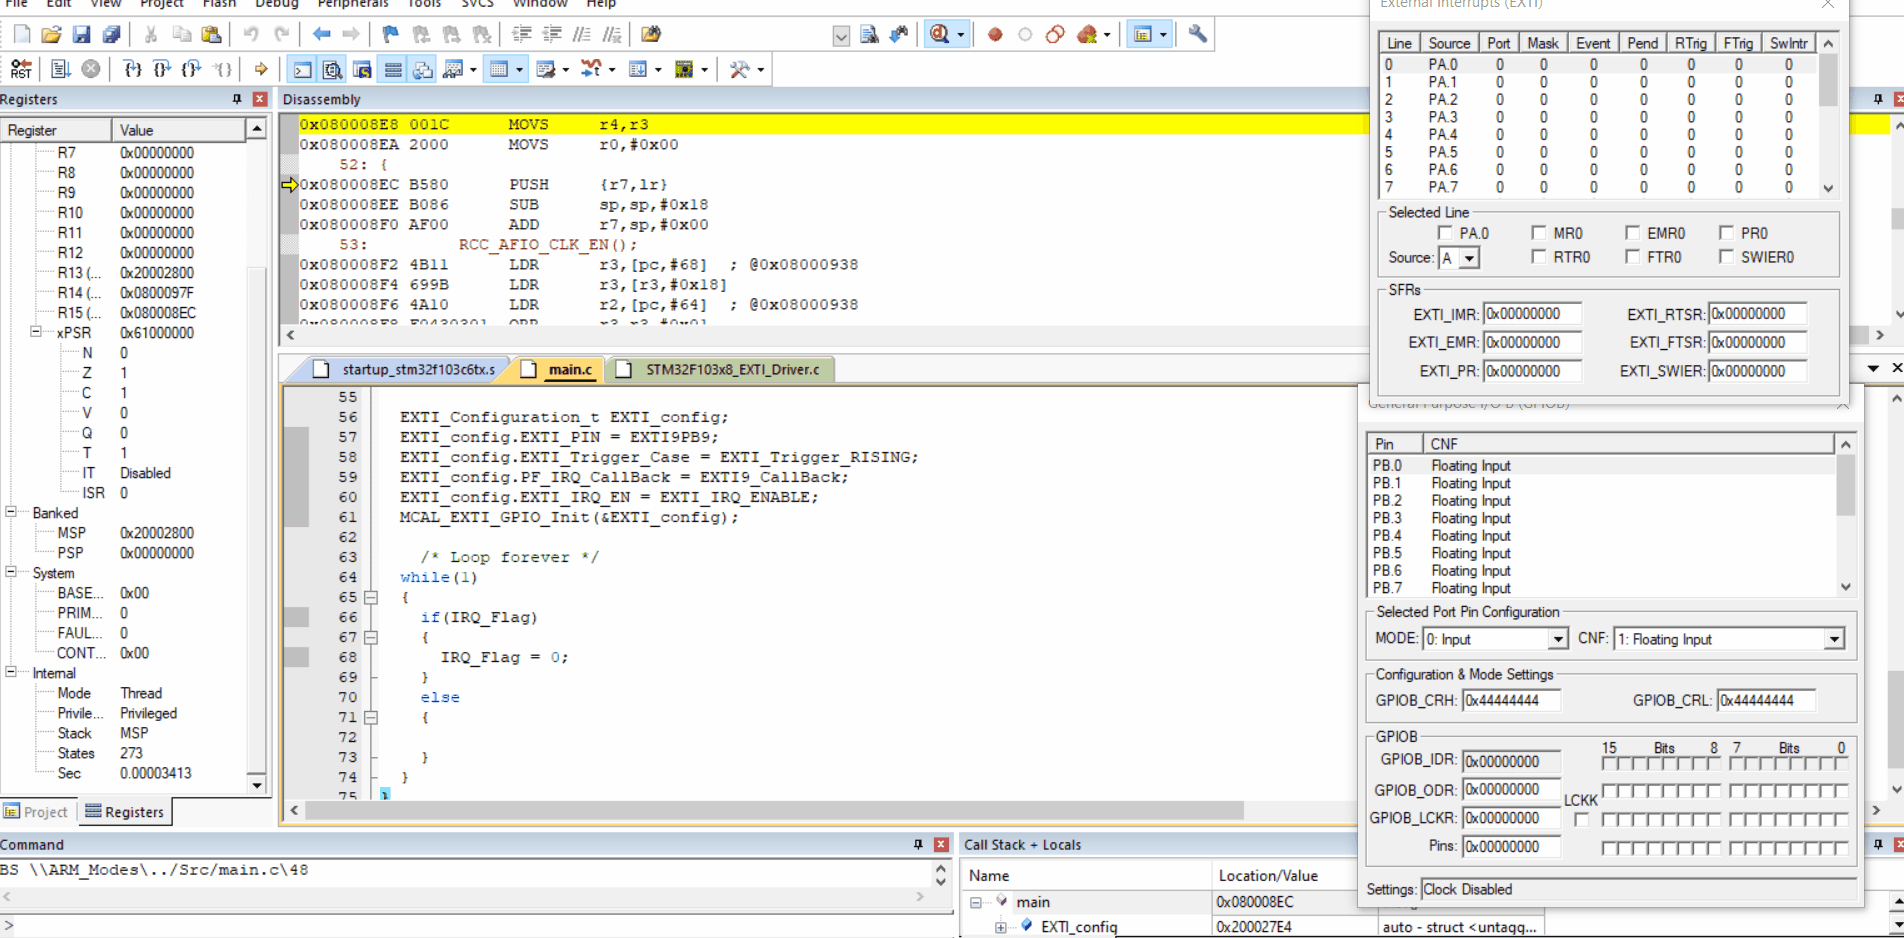 File Edit View Project Flash Debug Peripherals Tools SVCS Window Help
Registers
Register Value
R7 0x00000000
R8 0x00000000
R9 0x00000000
R10 0x00000000
R11 0x00000000
R12 0x00000000
R13 (... 0x20002800
R14 (... 0x0800097F
R15 (... 0x080008EC
xPSR 0x61000000
N 0
Z 1
C 1
V 0
Q 0
T 1
IT Disabled
ISR 0
Banked
MSP 0x20002800
PSP 0x00000000
System
BASE... 0x00
PRIM... 0
FAUL... 0
CONT... 0x00
Internal
Mode Thread
Privile... Privileged
Stack MSP
States 273
Sec 0.00003413
Project Registers
Disassembly
0x080008E8 001C MOVS r4,r3
0x080008EA 2000 MOVS r0,#0x00
52: {
0x080008EC B580 PUSH {r7,lr}
0x080008EE B086 SUB sp,sp,#0x18
0x080008F0 AF00 ADD r7,sp,#0x00
53: RCC_AFIO_CLK_EN();
0x080008F2 4B11 LDR r3,[pc,#68] ; @0x08000938
0x080008F4 699B LDR r3,[r3,#0x18]
0x080008F6 4A10 LDR r2,[pc,#64] ; @0x08000938
0x080008F8 F0430301 ORR r3,r3,#0x01
startup_stm32f103c6tx.s main.c STM32F103x8_EXTI_Driver.c
55
56 EXTI_Configuration_t EXTI_config;
57 EXTI_config.EXTI_PIN = EXTI9PB9;
58 EXTI_config.EXTI_Trigger_Case = EXTI_Trigger_RISING;
59 EXTI_config.PF_IRQ_CallBack = EXTI9_CallBack;
60 EXTI_config.EXTI_IRQ_EN = EXTI_IRQ_ENABLE;
61 MCAL_EXTI_GPIO_Init(&EXTI_config);
62
63 /* Loop forever */
64 while(1)
65 {
66 if(IRQ_Flag)
67 {
68 IRQ_Flag = 0;
69 }
70 else
71 {
72
73 }
74 }
75 }
Command
BS \\ARM_Modes\../Src/main.c\48
>
Call Stack + Locals
Name Location/Value
main 0x080008EC
EXTI_config 0x200027E4 auto - struct <untagg...
External Interrupts (EXTI)
Line Source Port Mask Event Pend RTrig FTrig SwIntr
0 PA.0 0 0 0 0 0 0 0
1 PA.1 0 0 0 0 0 0 0
2 PA.2 0 0 0 0 0 0 0
3 PA.3 0 0 0 0 0 0 0
4 PA.4 0 0 0 0 0 0 0
5 PA.5 0 0 0 0 0 0 0
6 PA.6 0 0 0 0 0 0 0
7 PA.7 0 0 0 0 0 0 0
Selected Line
PA.0 MR0 EMR0 PR0
Source: A RTR0 FTR0 SWIER0
SFRs
EXTI_IMR: 0x00000000 EXTI_RTSR: 0x00000000
EXTI_EMR: 0x00000000 EXTI_FTSR: 0x00000000
EXTI_PR: 0x00000000 EXTI_SWIER: 0x00000000
General Purpose I/O B (GPIOB)
Pin CNF
PB.0 Floating Input
PB.1 Floating Input
PB.2 Floating Input
PB.3 Floating Input
PB.4 Floating Input
PB.5 Floating Input
PB.6 Floating Input
PB.7 Floating Input
Selected Port Pin Configuration
MODE: 0: Input CNF: 1: Floating Input
Configuration & Mode Settings
GPIOB_CRH: 0x44444444 GPIOB_CRL: 0x44444444
GPIOB
15 Bits 8 7 Bits 0
GPIOB_IDR: 0x00000000
GPIOB_ODR: 0x00000000
LCKK
GPIOB_LCKR: 0x00000000
Pins: 0x00000000
Settings: Clock Disabled